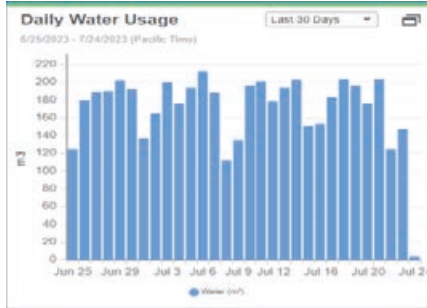 Daily Water Usage
Last 30 Days
6/25/2023 - 7/24/2023 (Pacific Time)
220
200
180
160
140
120
100
80
60
40
20
0
m3
Jun 25 Jun 29 Jul 3 Jul 6 Jul 9 Jul 12 Jul 16 Jul 20 Jul 2
Water (m³)